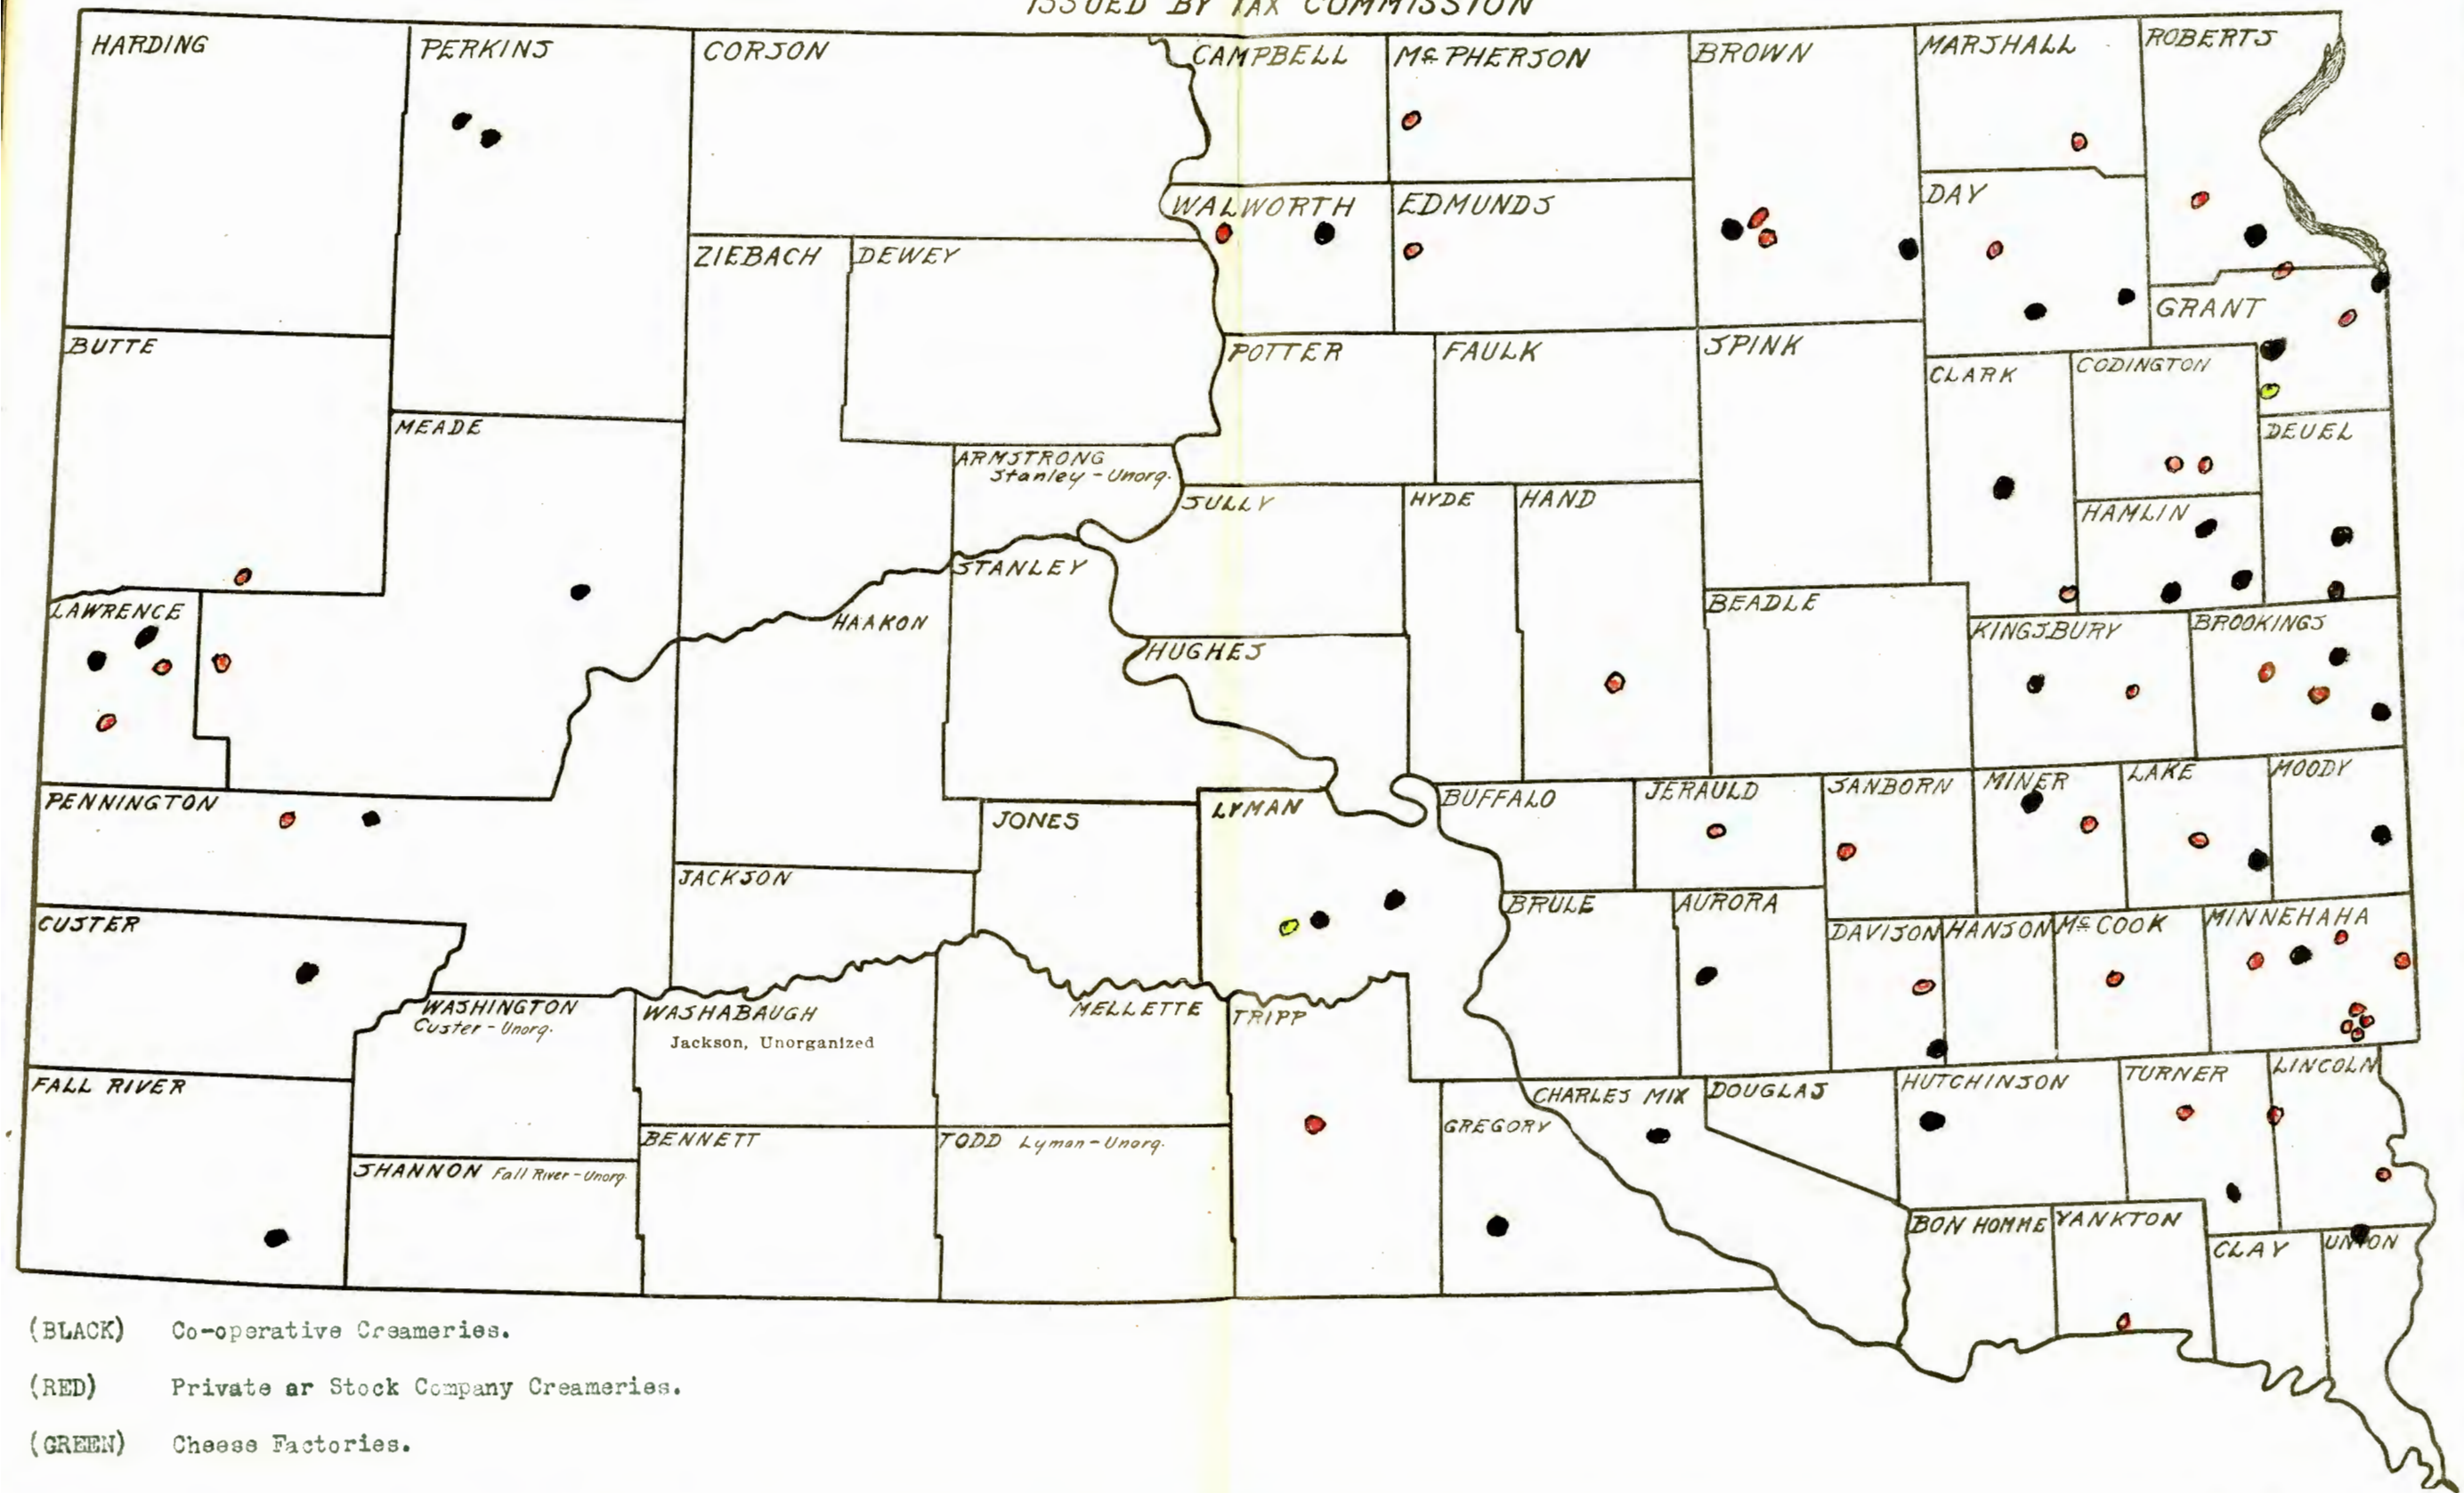 ISSUED BY TAX COMMISSION
HARDING
PERKINS
CORSON
CAMPBELL
McPHERSON
BROWN
MARSHALL
ROBERTS
WALWORTH
EDMUNDS
DAY
ZIEBACH
DEWEY
GRANT
BUTTE
POTTER
FAULK
SPINK
CLARK
CODINGTON
MEADE
DEUEL
ARMSTRONG
Stanley - Unorg.
SULLY
HYDE
HAND
HAMLIN
STANLEY
LAWRENCE
HAAKON
BEADLE
KINGSBURY
BROOKINGS
HUGHES
PENNINGTON
JONES
LYMAN
BUFFALO
JERAULD
SANBORN
MINER
LAKE
MOODY
JACKSON
CUSTER
BRULE
AURORA
DAVISON
HANSON
McCOOK
MINNEHAHA
WASHINGTON
Custer - Unorg.
WASHABAUGH
Jackson, Unorganized
MELLETTE
TRIPP
FALL RIVER
CHARLES MIX
DOUGLAS
HUTCHINSON
TURNER
LINCOLN
SHANNON Fall River - Unorg.
BENNETT
TODD Lyman - Unorg.
GREGORY
BON HOMME
YANKTON
CLAY
UNION
(BLACK) Co-operative Creameries.
(RED) Private ar Stock Company Creameries.
(GREEN) Cheese Factories.